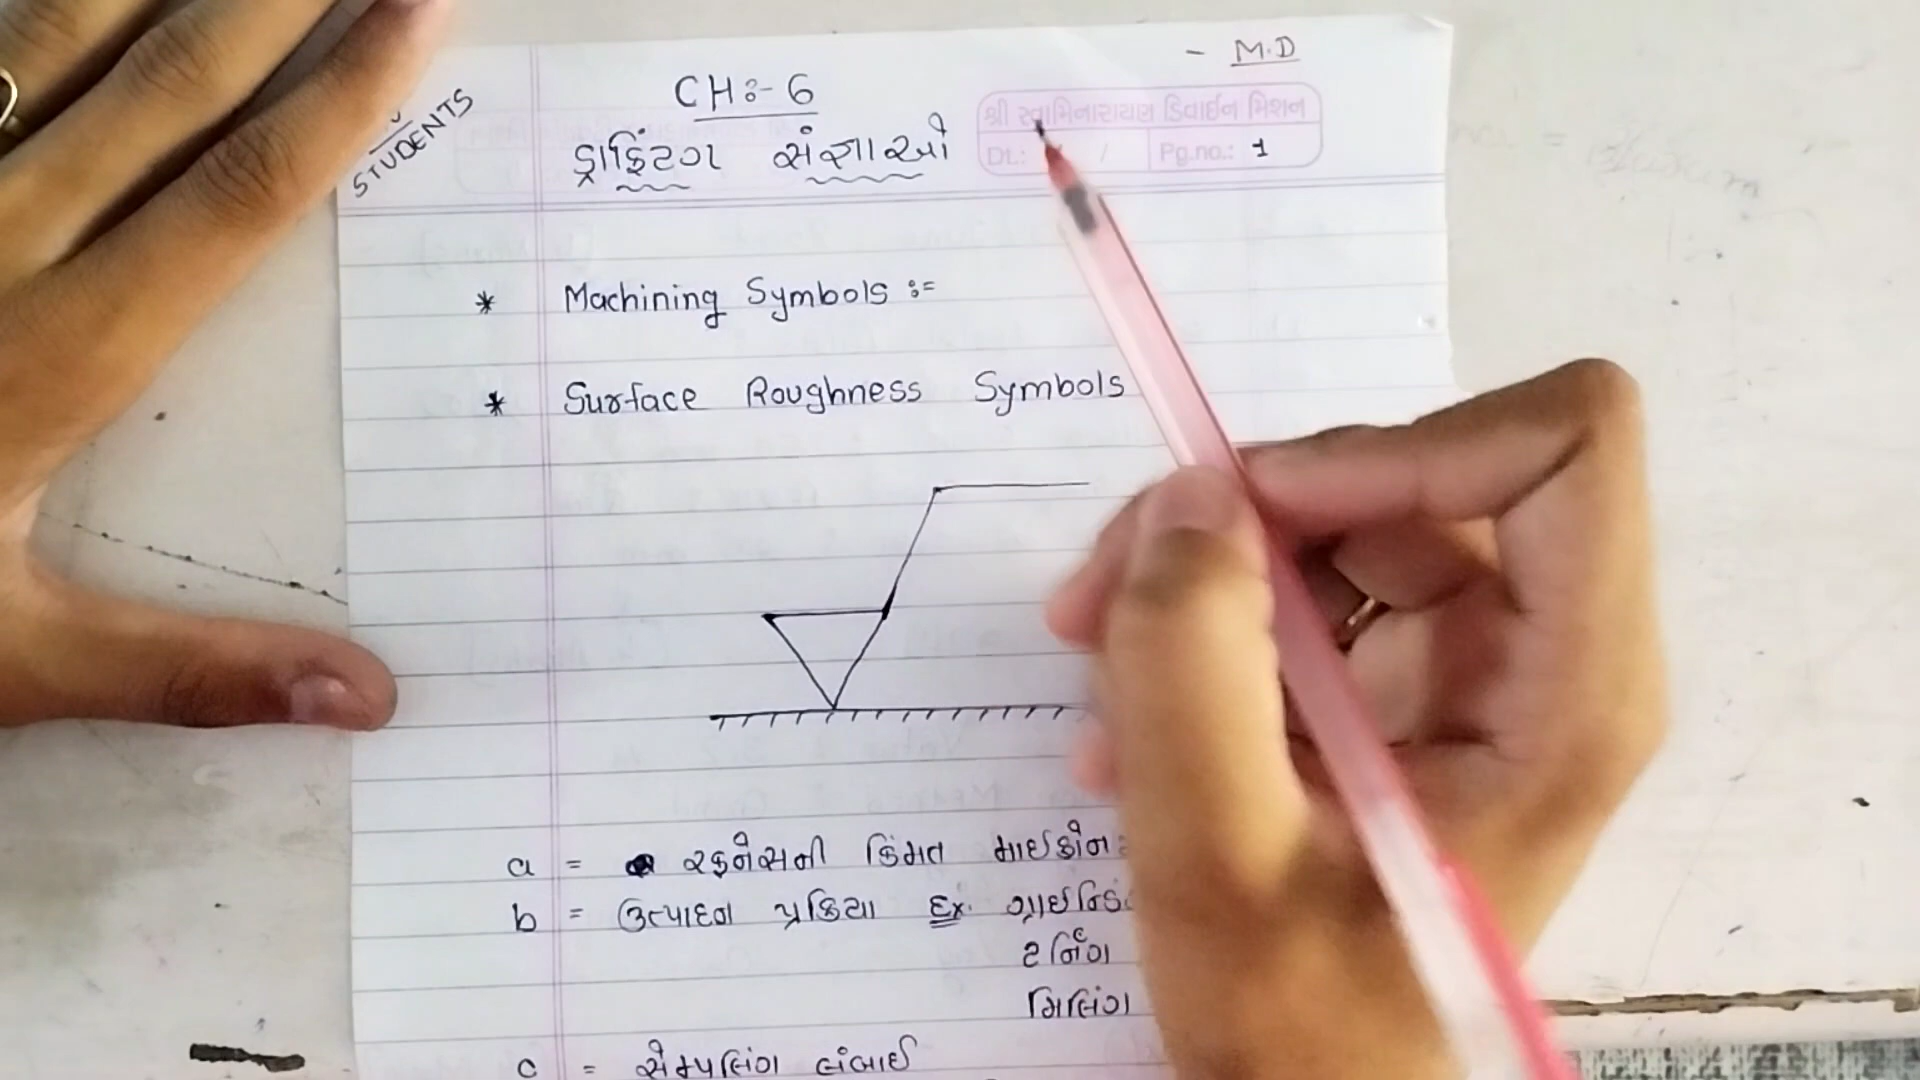 - M.D
STUDENTS
CH:- 6
ડ્રાફ્ટિંગ સંજ્ઞાઓ
શ્રી સ્વામિનારાયણ ડિવાઈન મિશન
Dt.: / Pg.no.: 1
* Machining Symbols :=
* Surface Roughness Symbols
a = રફનેસની કિંમત માઈક્રોન
b = ઉત્પાદન પ્રક્રિયા Ex. ગ્રાઈન્ડિં
ટર્નિંગ
મિલિંગ
c = સેમ્પલિંગ લંબાઈ